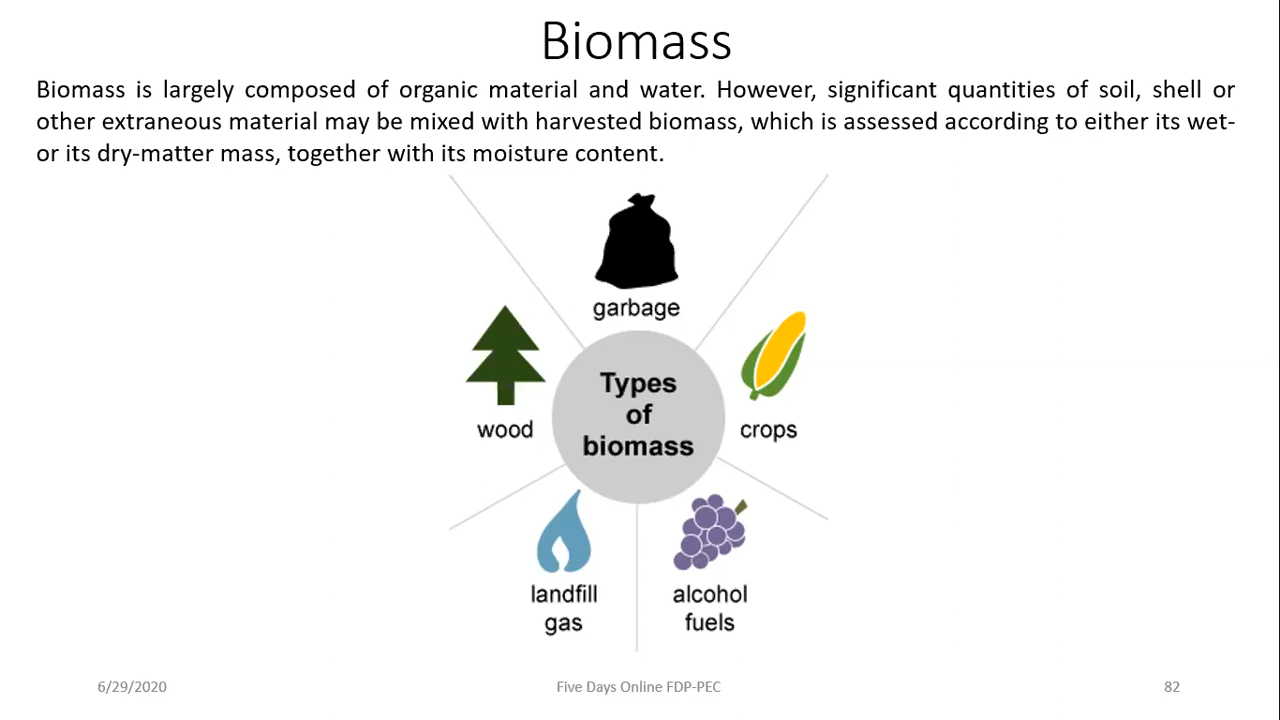 Biomass
Biomass is largely composed of organic material and water. However, significant quantities of soil, shell or
other extraneous material may be mixed with harvested biomass, which is assessed according to either its wet-
or its dry-matter mass, together with its moisture content.
garbage
wood
Types
of
biomass
crops
landfill
gas
alcohol
fuels
6/29/2020
Five Days Online FDP-PEC
82